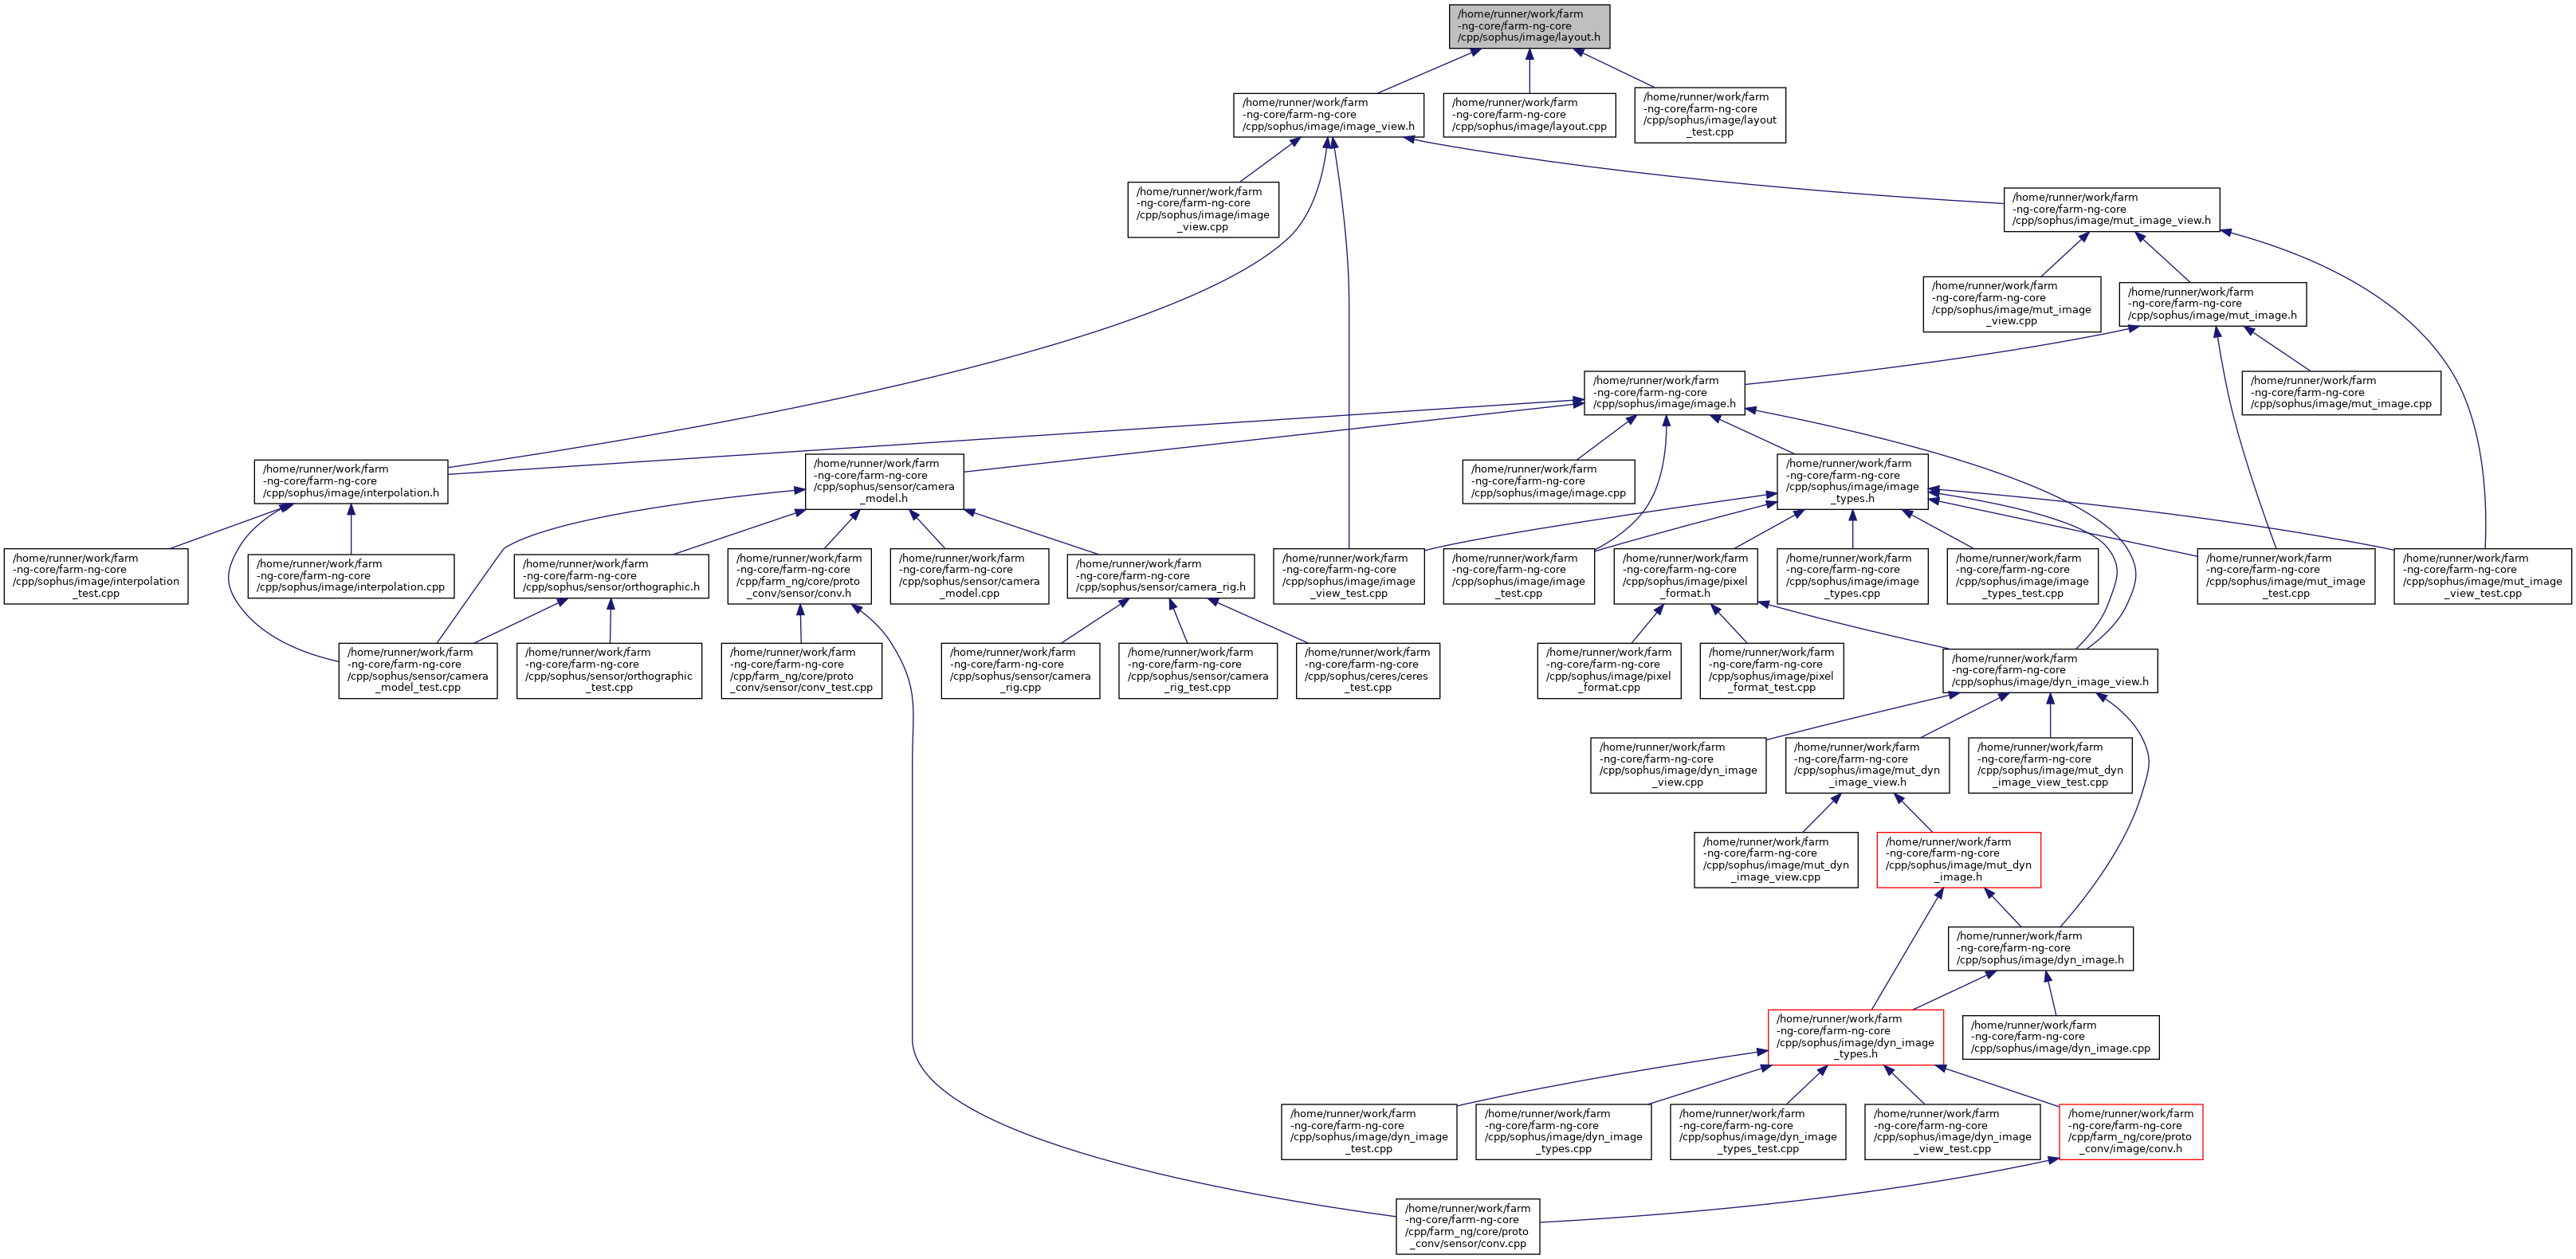 /home/runner/work/farm
-ng-core/farm-ng-core
/cpp/sophus/image/layout.h
/home/runner/work/farm
-ng-core/farm-ng-core
/cpp/sophus/image/image_view.h
/home/runner/work/farm
-ng-core/farm-ng-core
/cpp/sophus/image/layout.cpp
/home/runner/work/farm
-ng-core/farm-ng-core
/cpp/sophus/image/layout
_test.cpp
/home/runner/work/farm
-ng-core/farm-ng-core
/cpp/sophus/image/image
_view.cpp
/home/runner/work/farm
-ng-core/farm-ng-core
/cpp/sophus/image/mut_image_view.h
/home/runner/work/farm
-ng-core/farm-ng-core
/cpp/sophus/image/mut_image
_view.cpp
/home/runner/work/farm
-ng-core/farm-ng-core
/cpp/sophus/image/mut_image.h
/home/runner/work/farm
-ng-core/farm-ng-core
/cpp/sophus/image/image.h
/home/runner/work/farm
-ng-core/farm-ng-core
/cpp/sophus/image/mut_image.cpp
/home/runner/work/farm
-ng-core/farm-ng-core
/cpp/sophus/image/interpolation.h
/home/runner/work/farm
-ng-core/farm-ng-core
/cpp/sophus/sensor/camera
_model.h
/home/runner/work/farm
-ng-core/farm-ng-core
/cpp/sophus/image/image.cpp
/home/runner/work/farm
-ng-core/farm-ng-core
/cpp/sophus/image/image
_types.h
/home/runner/work/farm
-ng-core/farm-ng-core
/cpp/sophus/image/interpolation
_test.cpp
/home/runner/work/farm
-ng-core/farm-ng-core
/cpp/sophus/image/interpolation.cpp
/home/runner/work/farm
-ng-core/farm-ng-core
/cpp/sophus/sensor/orthographic.h
/home/runner/work/farm
-ng-core/farm-ng-core
/cpp/farm_ng/core/proto
_conv/sensor/conv.h
/home/runner/work/farm
-ng-core/farm-ng-core
/cpp/sophus/sensor/camera
_model.cpp
/home/runner/work/farm
-ng-core/farm-ng-core
/cpp/sophus/sensor/camera_rig.h
/home/runner/work/farm
-ng-core/farm-ng-core
/cpp/sophus/image/image
_view_test.cpp
/home/runner/work/farm
-ng-core/farm-ng-core
/cpp/sophus/image/image
_test.cpp
/home/runner/work/farm
-ng-core/farm-ng-core
/cpp/sophus/image/pixel
_format.h
/home/runner/work/farm
-ng-core/farm-ng-core
/cpp/sophus/image/image
_types.cpp
/home/runner/work/farm
-ng-core/farm-ng-core
/cpp/sophus/image/image
_types_test.cpp
/home/runner/work/farm
-ng-core/farm-ng-core
/cpp/sophus/image/mut_image
_test.cpp
/home/runner/work/farm
-ng-core/farm-ng-core
/cpp/sophus/image/mut_image
_view_test.cpp
/home/runner/work/farm
-ng-core/farm-ng-core
/cpp/sophus/sensor/camera
_model_test.cpp
/home/runner/work/farm
-ng-core/farm-ng-core
/cpp/sophus/sensor/orthographic
_test.cpp
/home/runner/work/farm
-ng-core/farm-ng-core
/cpp/farm_ng/core/proto
_conv/sensor/conv_test.cpp
/home/runner/work/farm
-ng-core/farm-ng-core
/cpp/sophus/sensor/camera
_rig.cpp
/home/runner/work/farm
-ng-core/farm-ng-core
/cpp/sophus/sensor/camera
_rig_test.cpp
/home/runner/work/farm
-ng-core/farm-ng-core
/cpp/sophus/ceres/ceres
_test.cpp
/home/runner/work/farm
-ng-core/farm-ng-core
/cpp/sophus/image/pixel
_format.cpp
/home/runner/work/farm
-ng-core/farm-ng-core
/cpp/sophus/image/pixel
_format_test.cpp
/home/runner/work/farm
-ng-core/farm-ng-core
/cpp/sophus/image/dyn_image_view.h
/home/runner/work/farm
-ng-core/farm-ng-core
/cpp/sophus/image/dyn_image
_view.cpp
/home/runner/work/farm
-ng-core/farm-ng-core
/cpp/sophus/image/mut_dyn
_image_view.h
/home/runner/work/farm
-ng-core/farm-ng-core
/cpp/sophus/image/mut_dyn
_image_view_test.cpp
/home/runner/work/farm
-ng-core/farm-ng-core
/cpp/sophus/image/mut_dyn
_image_view.cpp
/home/runner/work/farm
-ng-core/farm-ng-core
/cpp/sophus/image/mut_dyn
_image.h
/home/runner/work/farm
-ng-core/farm-ng-core
/cpp/sophus/image/dyn_image.h
/home/runner/work/farm
-ng-core/farm-ng-core
/cpp/sophus/image/dyn_image
_types.h
/home/runner/work/farm
-ng-core/farm-ng-core
/cpp/sophus/image/dyn_image.cpp
/home/runner/work/farm
-ng-core/farm-ng-core
/cpp/sophus/image/dyn_image
_test.cpp
/home/runner/work/farm
-ng-core/farm-ng-core
/cpp/sophus/image/dyn_image
_types.cpp
/home/runner/work/farm
-ng-core/farm-ng-core
/cpp/sophus/image/dyn_image
_types_test.cpp
/home/runner/work/farm
-ng-core/farm-ng-core
/cpp/sophus/image/dyn_image
_view_test.cpp
/home/runner/work/farm
-ng-core/farm-ng-core
/cpp/farm_ng/core/proto
_conv/image/conv.h
/home/runner/work/farm
-ng-core/farm-ng-core
/cpp/farm_ng/core/proto
_conv/sensor/conv.cpp